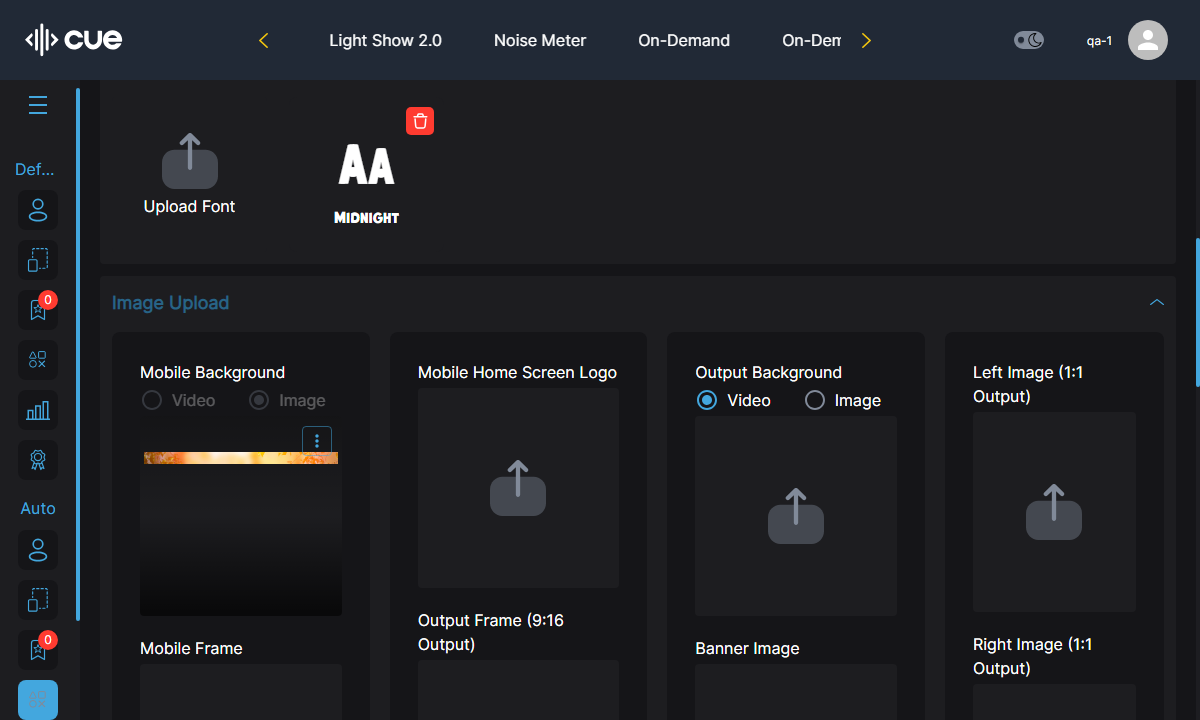 cue
Light Show 2.0
Noise Meter
On-Demand
On-Dem
qa-1
Def...
0
Auto
0
Upload Font
AA
MIDNIGHT
Image Upload
Mobile Background
Video
Image
Mobile Frame
Mobile Home Screen Logo
Output Frame (9:16
Output)
Output Background
Video
Image
Banner Image
Left Image (1:1
Output)
Right Image (1:1
Output)